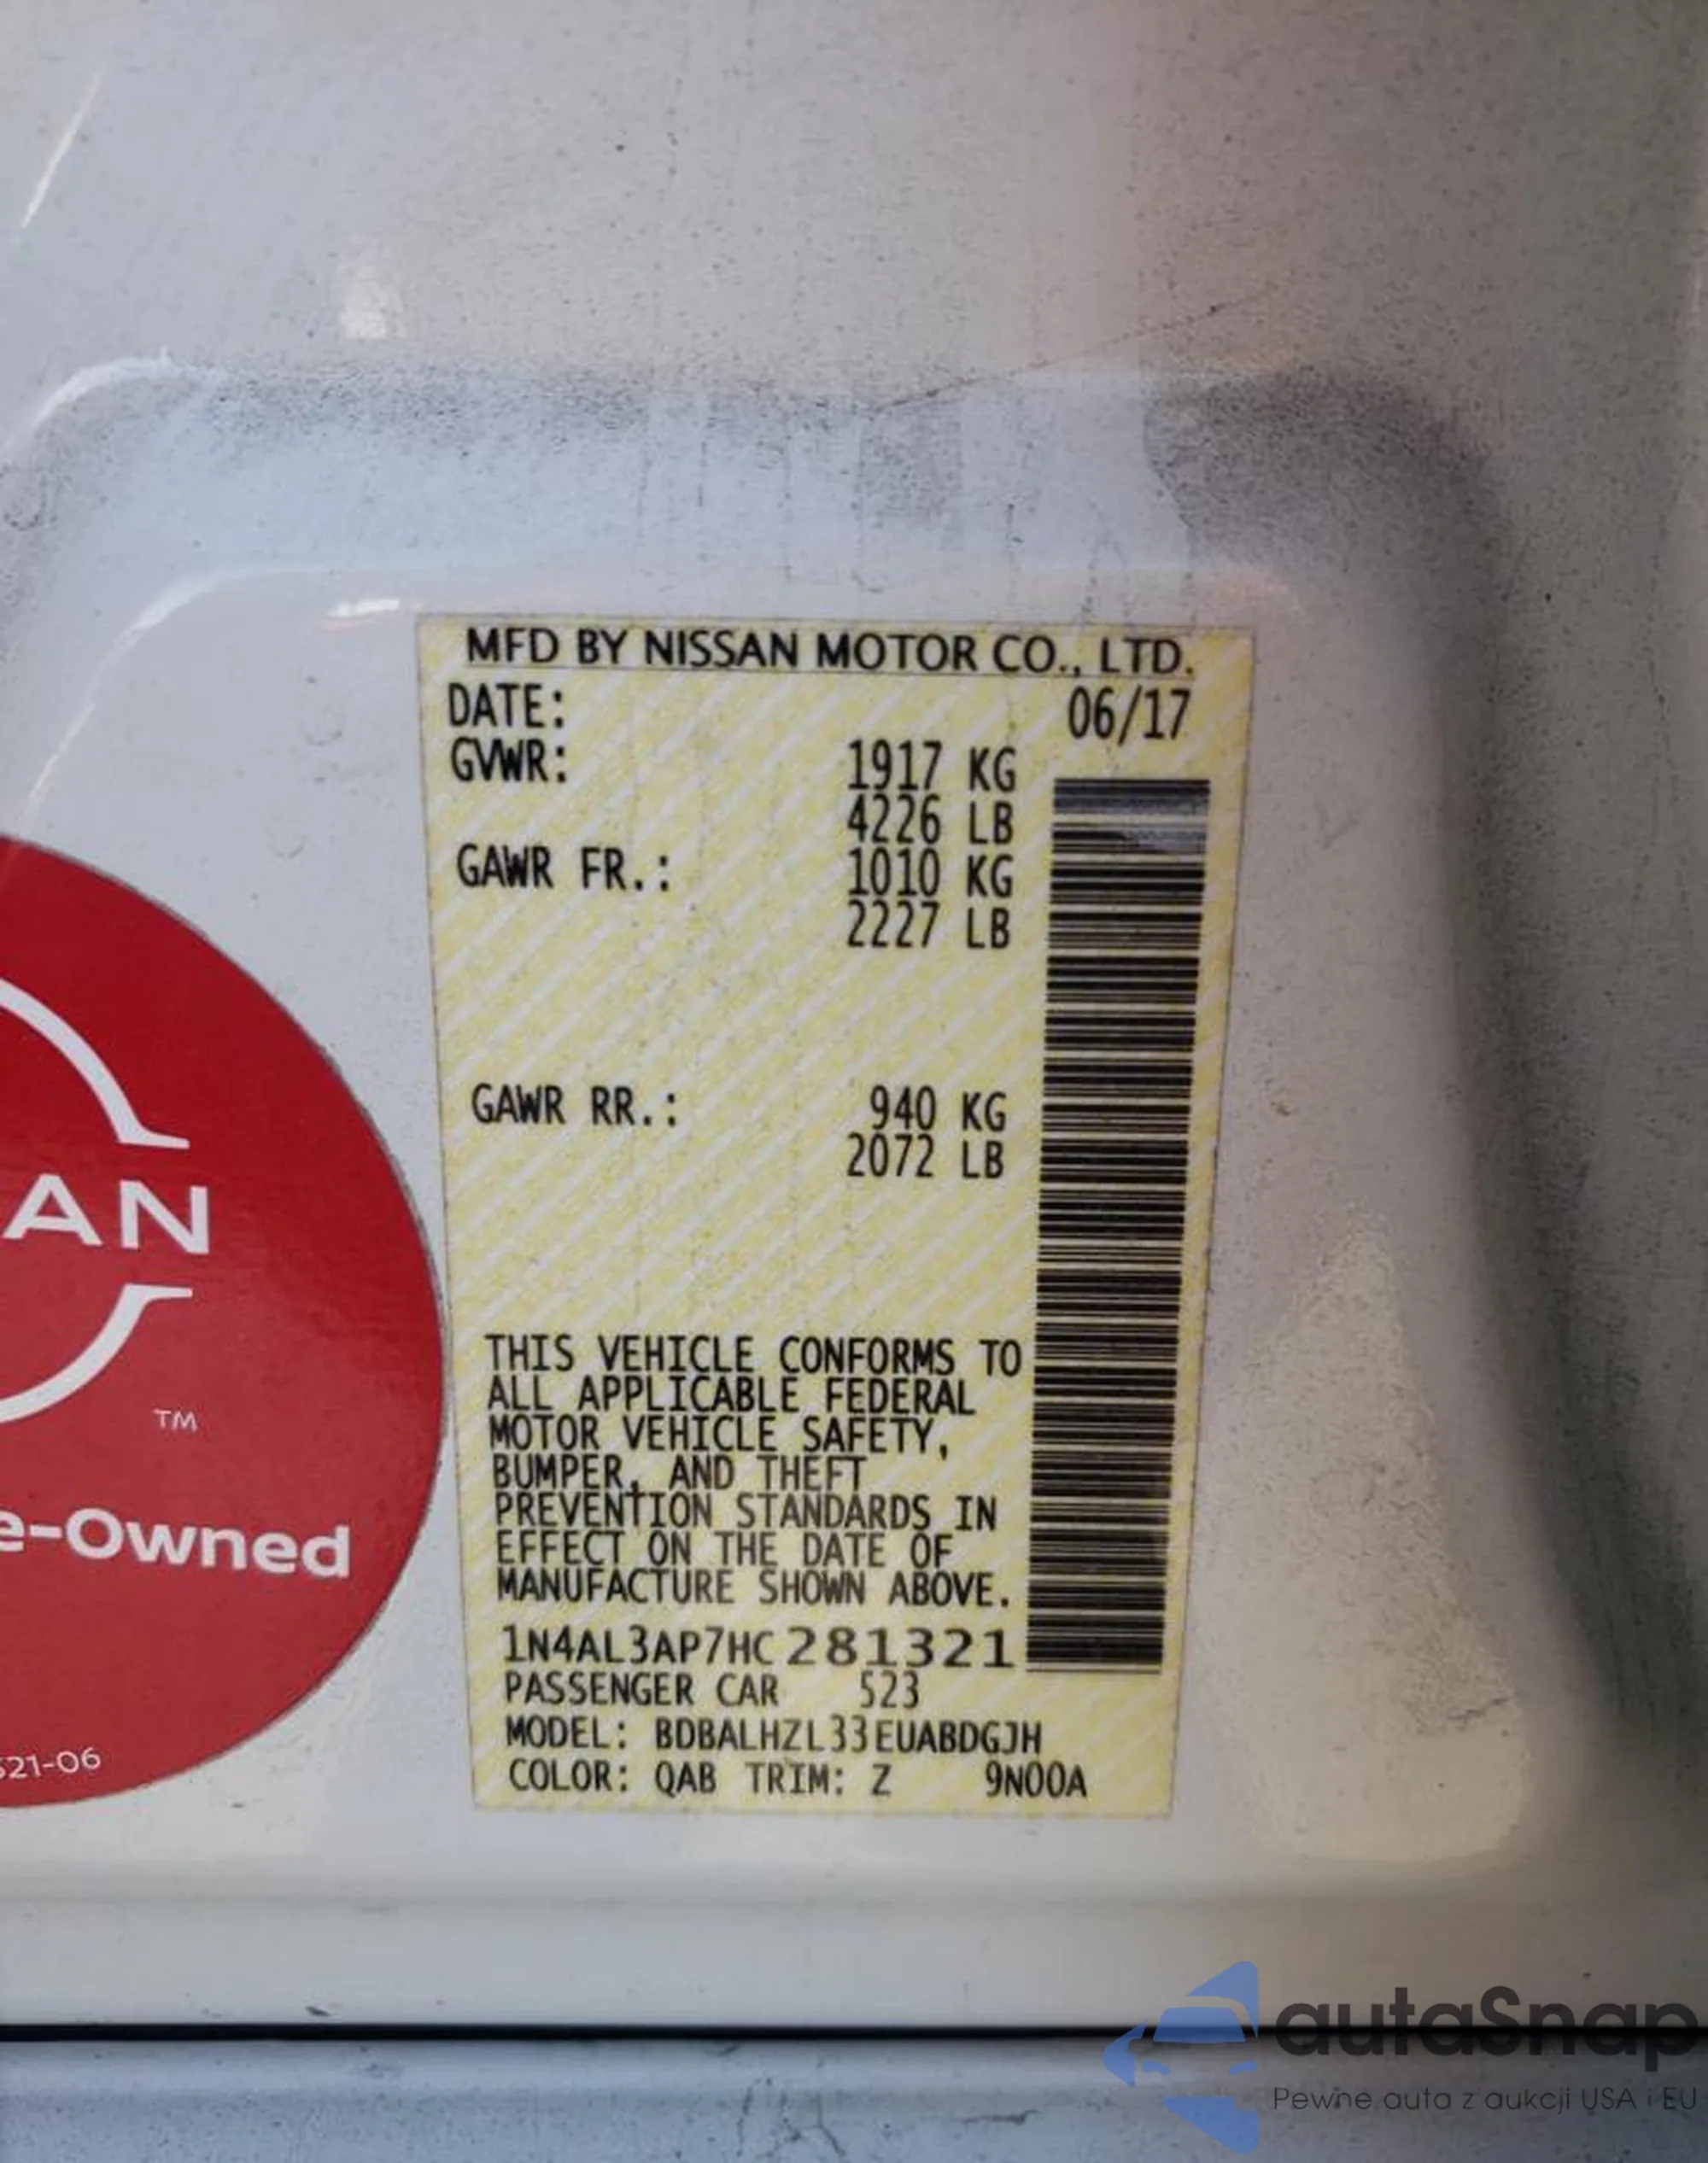 MFD BY NISSAN MOTOR CO., LTD.
DATE: 06/17
GVWR: 1917 KG
4226 LB
GAWR FR.: 1010 KG
2227 LB
GAWR RR.: 940 KG
2072 LB
THIS VEHICLE CONFORMS TO
ALL APPLICABLE FEDERAL
MOTOR VEHICLE SAFETY,
BUMPER, AND THEFT
PREVENTION STANDARDS IN
EFFECT ON THE DATE OF
MANUFACTURE SHOWN ABOVE.
1N4AL3AP7HC281321
PASSENGER CAR 523
MODEL: BDBALHZL33EUABDGJH
COLOR: QAB TRIM: Z 9N00A
AN
TM
e-Owned
521-06
autaSnap
Pewne auta z aukcji USA i EU